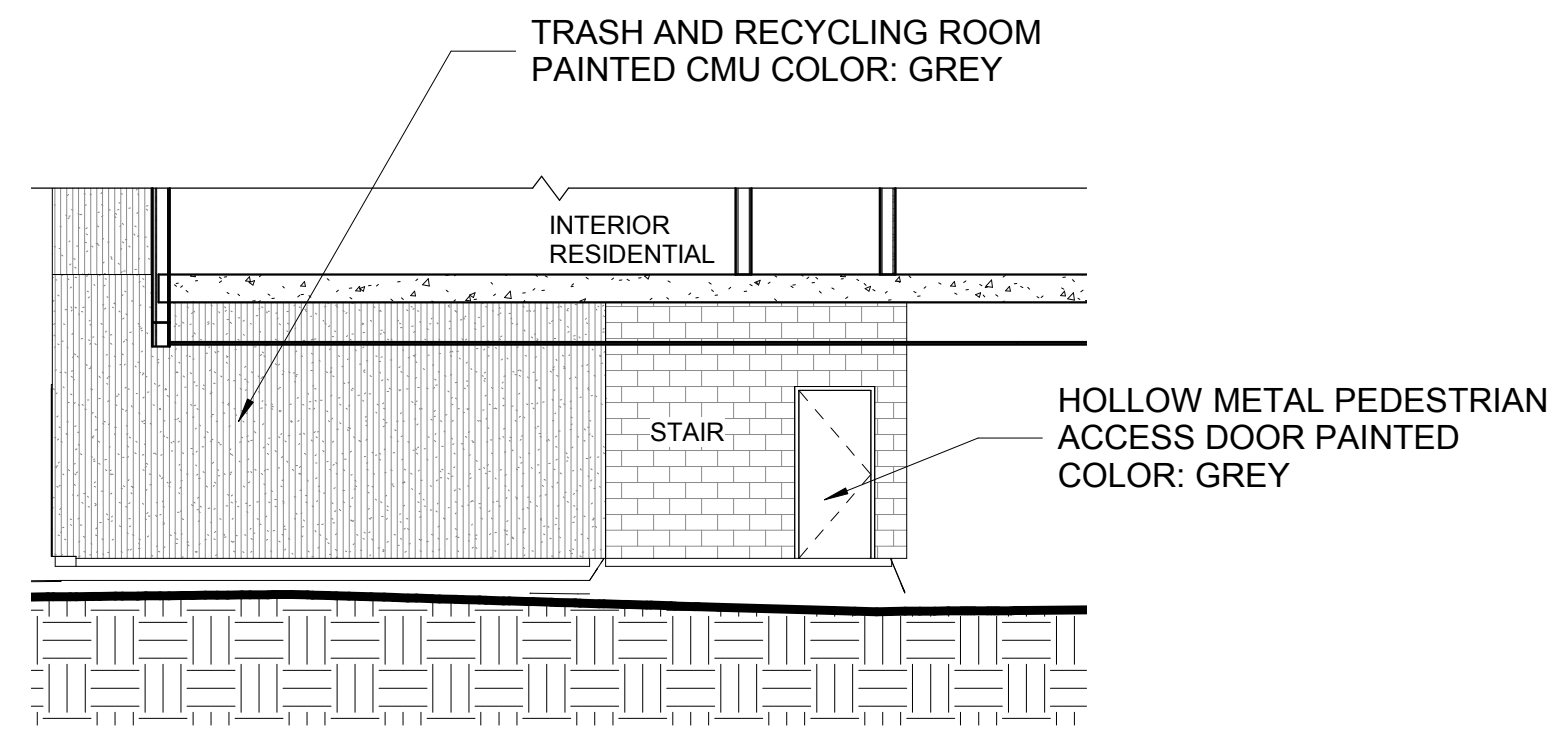 TRASH AND RECYCLING ROOM
PAINTED CMU COLOR: GREY
INTERIOR
RESIDENTIAL
STAIR
HOLLOW METAL PEDESTRIAN
ACCESS DOOR PAINTED
COLOR: GREY